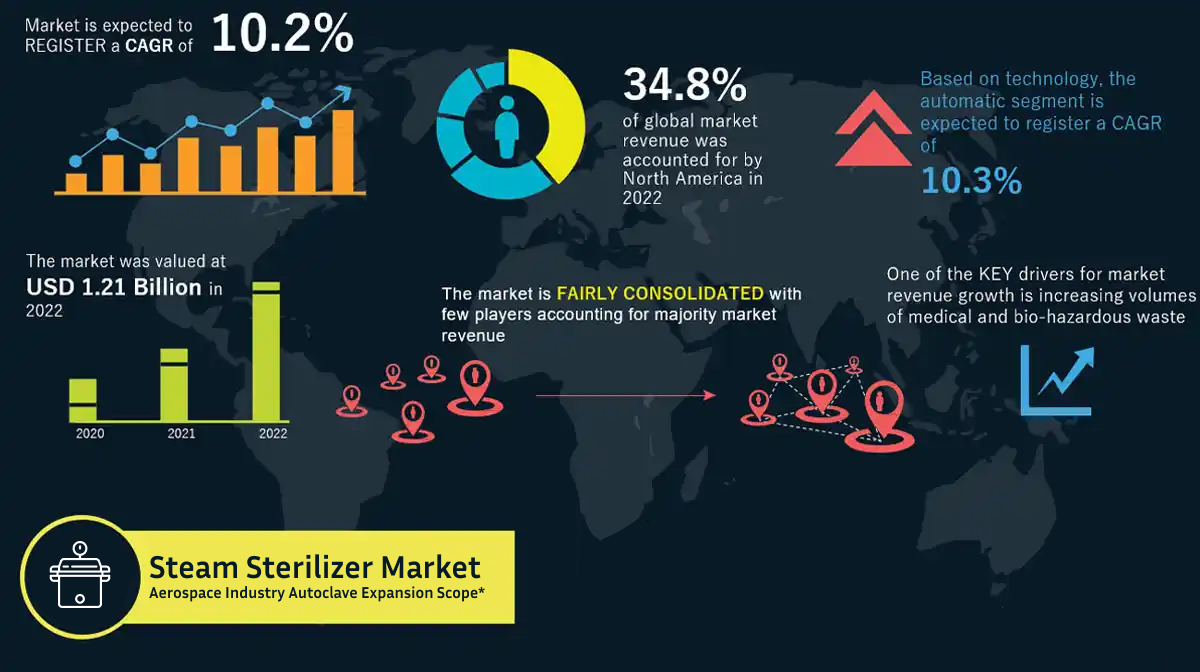 Market is expected to
REGISTER a CAGR of
10.2%
34.8%
of global market
revenue was
accounted for by
North America in
2022
Based on technology, the
automatic segment is
expected to register a CAGR
of
10.3%
The market was valued at
USD 1.21 Billion in
2022
2020
2021
2022
The market is FAIRLY CONSOLIDATED with
few players accounting for majority market
revenue
One of the KEY drivers for market
revenue growth is increasing volumes
of medical and bio-hazardous waste
Steam Sterilizer Market
Aerospace Industry Autoclave Expansion Scope*